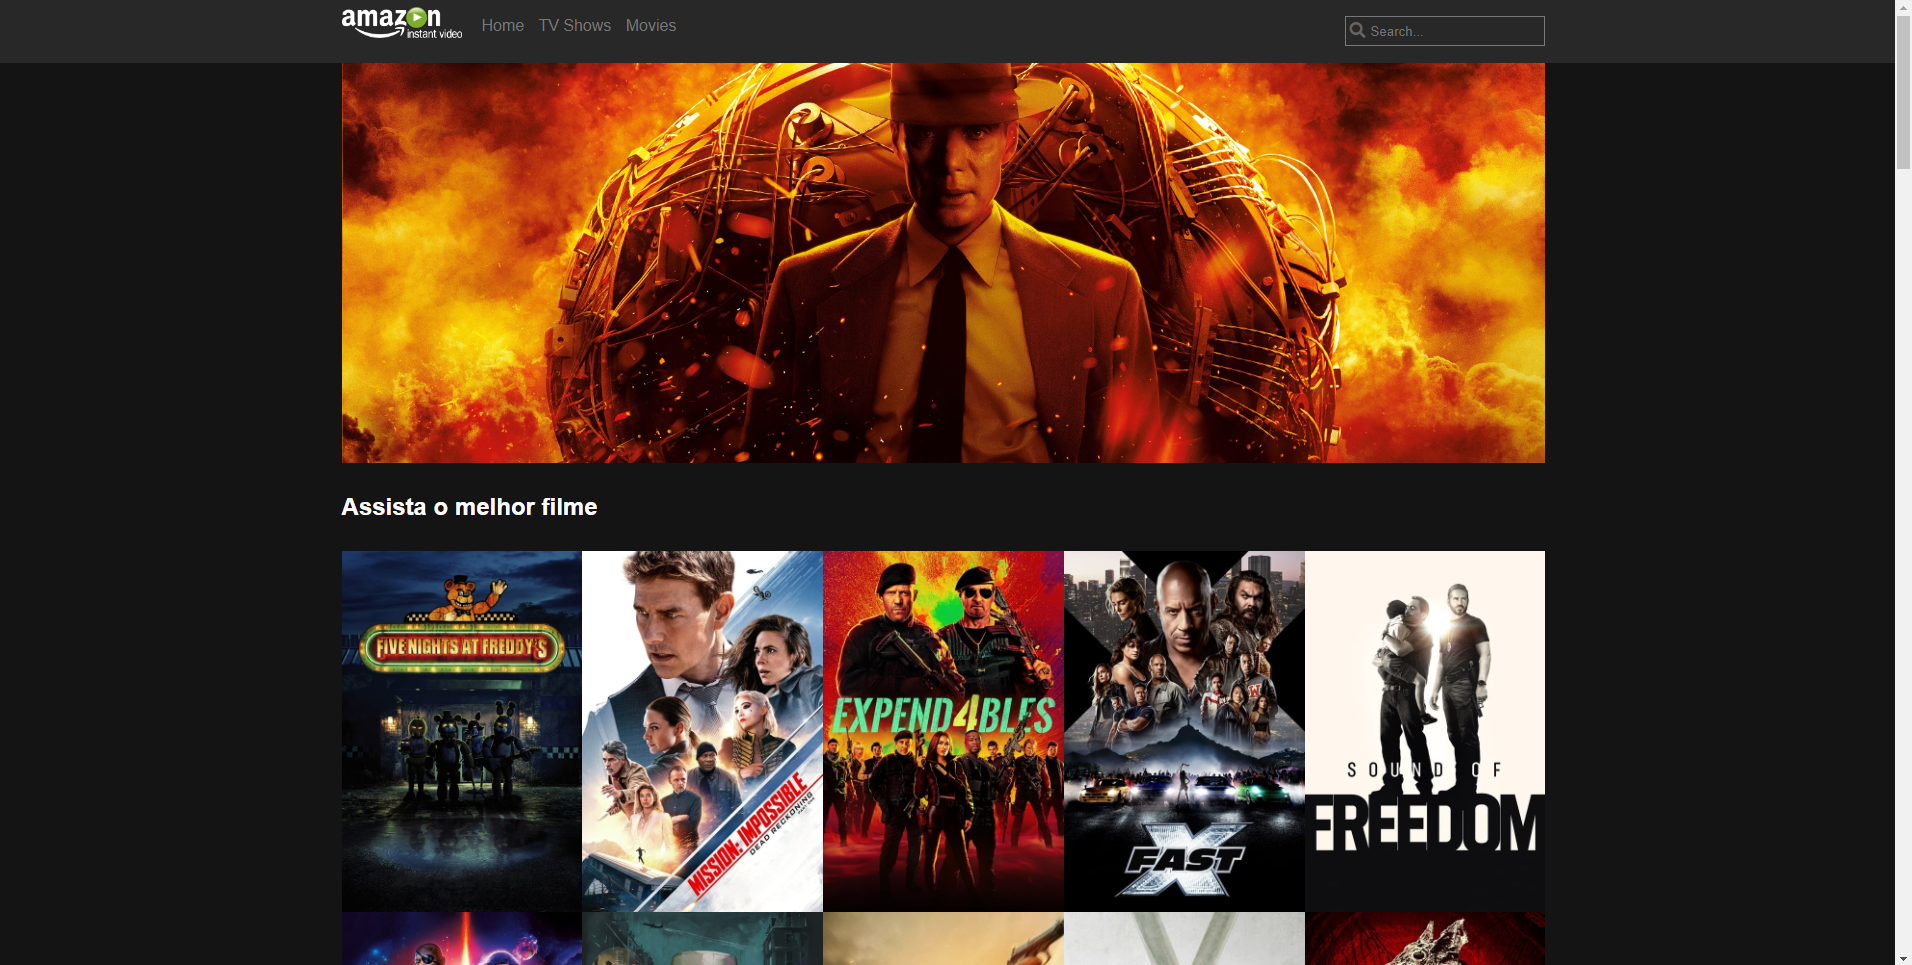 amazon
instant video
Home TV Shows Movies
Search...
Assista o melhor filme
FIVE NIGHTS AT FREDDY'S
MISSION: IMPOSSIBLE
DEAD RECKONING
PART ONE
EXPEND4BLES
FAST X
SOUND OF
FREEDOM